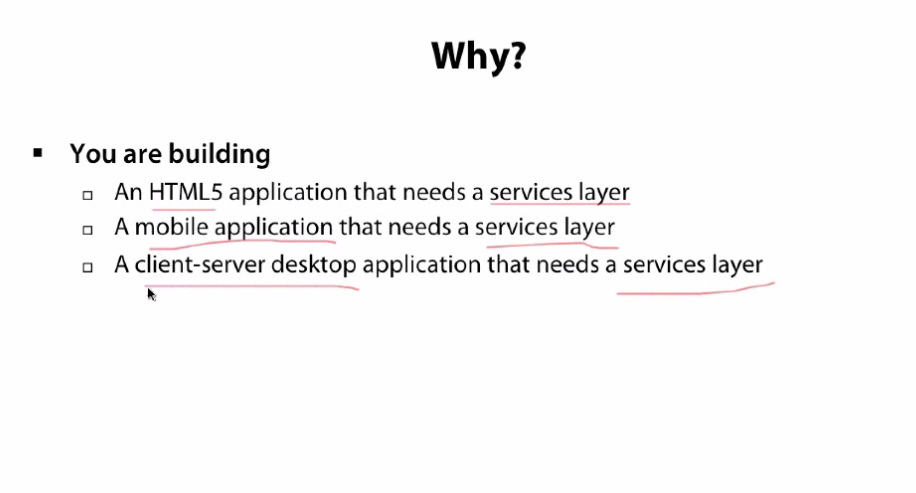 Why?
▪ You are building
▫ An HTML5 application that needs a services layer
▫ A mobile application that needs a services layer
▫ A client-server desktop application that needs a services layer